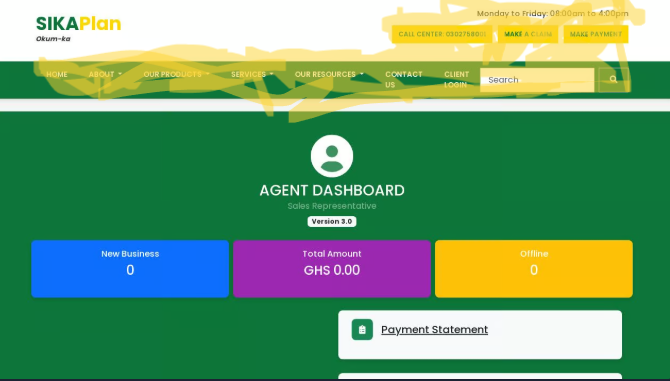 SIKAPlan
Okum-ka
Monday to Friday: 08:00am to 4:00pm
MAKE A CLAIM
MAKE PAYMENT
CALL CENTER
HOME
ABOUT
OUR PRODUCTS
SERVICES
OUR RESOURCES
CONTACT US
CLIENT LOGIN
Search
AGENT DASHBOARD
Sales Representative
Version 3.0
New Business
0
Total Amount
GHS 0.00
Offline
0
Payment Statement